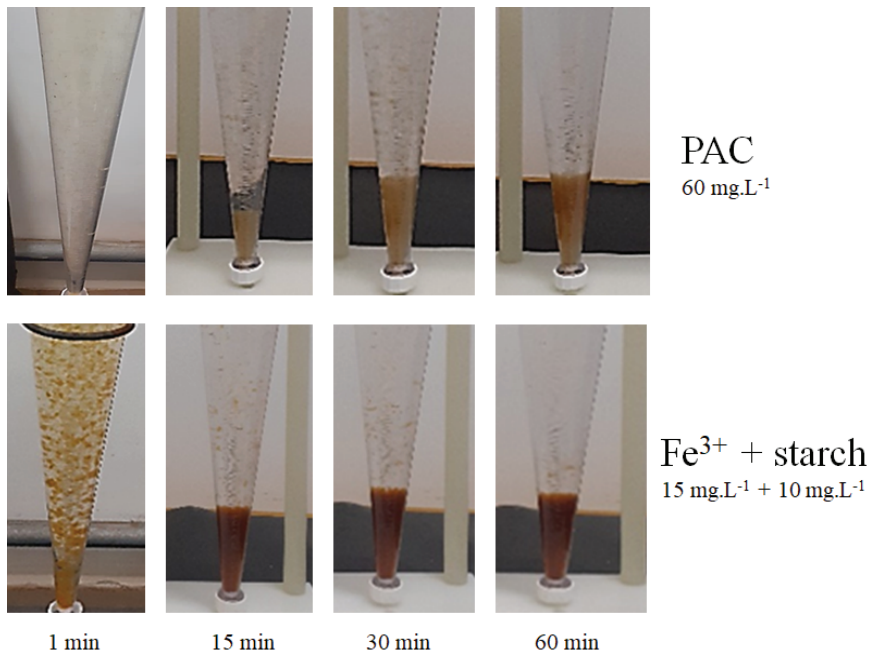 PAC
60 mg.L⁻¹
Fe³⁺ + starch
15 mg.L⁻¹ + 10 mg.L⁻¹
1 min
15 min
30 min
60 min